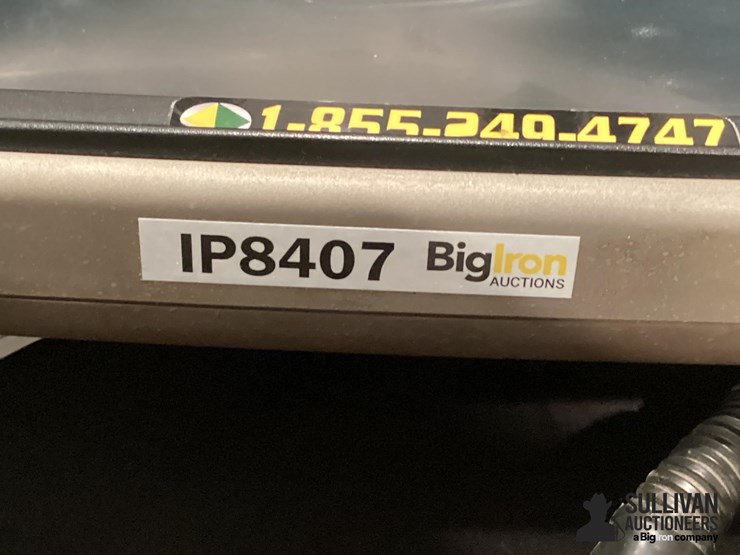 1-855-249-4747
IP8407 BigIron
AUCTIONS
SULLIVAN
AUCTIONEERS
a BigIron company